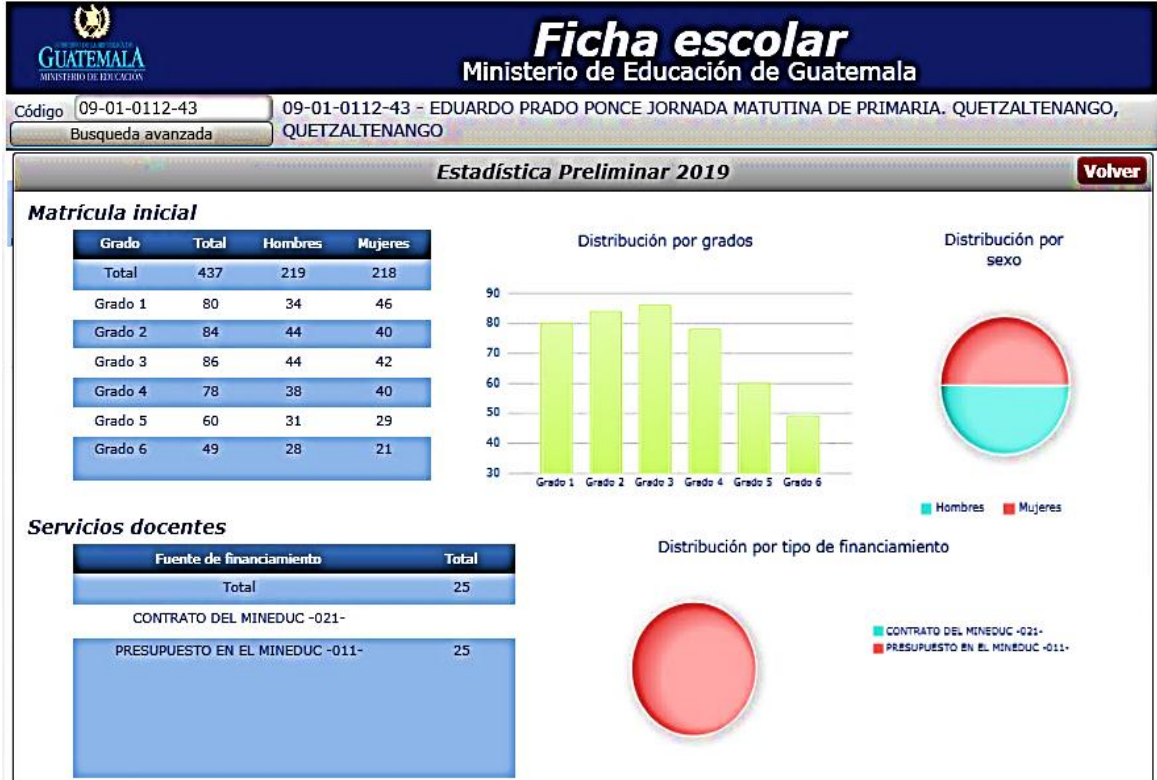 GOBIERNO DE LA REPÚBLICA DE
GUATEMALA
MINISTERIO DE EDUCACIÓN
Ficha escolar
Ministerio de Educación de Guatemala
Código 09-01-0112-43
Busqueda avanzada
09-01-0112-43 - EDUARDO PRADO PONCE JORNADA MATUTINA DE PRIMARIA. QUETZALTENANGO,
QUETZALTENANGO
Estadística Preliminar 2019
Volver
Matrícula inicial
Grado Total Hombres Mujeres
Total 437 219 218
Grado 1 80 34 46
Grado 2 84 44 40
Grado 3 86 44 42
Grado 4 78 38 40
Grado 5 60 31 29
Grado 6 49 28 21
Distribución por grados
90
80
70
60
50
40
30
Grado 1 Grado 2 Grado 3 Grado 4 Grado 5 Grado 6
Distribución por
sexo
Hombres Mujeres
Servicios docentes
Fuente de financiamiento Total
Total 25
CONTRATO DEL MINEDUC -021-
PRESUPUESTO EN EL MINEDUC -011- 25
Distribución por tipo de financiamiento
CONTRATO DEL MINEDUC -021-
PRESUPUESTO EN EL MINEDUC -011-